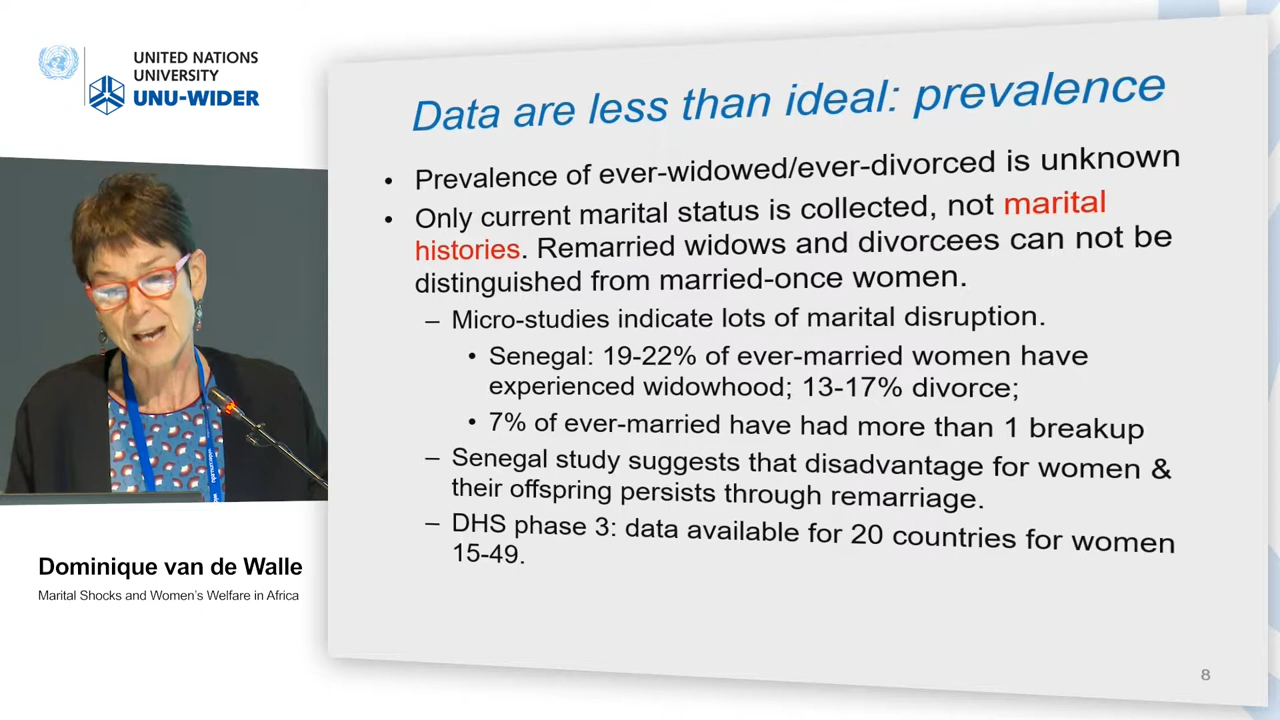 UNITED NATIONS
UNIVERSITY
UNU-WIDER
Data are less than ideal: prevalence
• Prevalence of ever-widowed/ever-divorced is unknown
• Only current marital status is collected, not marital
histories. Remarried widows and divorcees can not be
distinguished from married-once women.
– Micro-studies indicate lots of marital disruption.
• Senegal: 19-22% of ever-married women have
experienced widowhood; 13-17% divorce;
• 7% of ever-married have had more than 1 breakup
– Senegal study suggests that disadvantage for women &
their offspring persists through remarriage.
– DHS phase 3: data available for 20 countries for women
15-49.
8
Dominique van de Walle
Marital Shocks and Women's Welfare in Africa